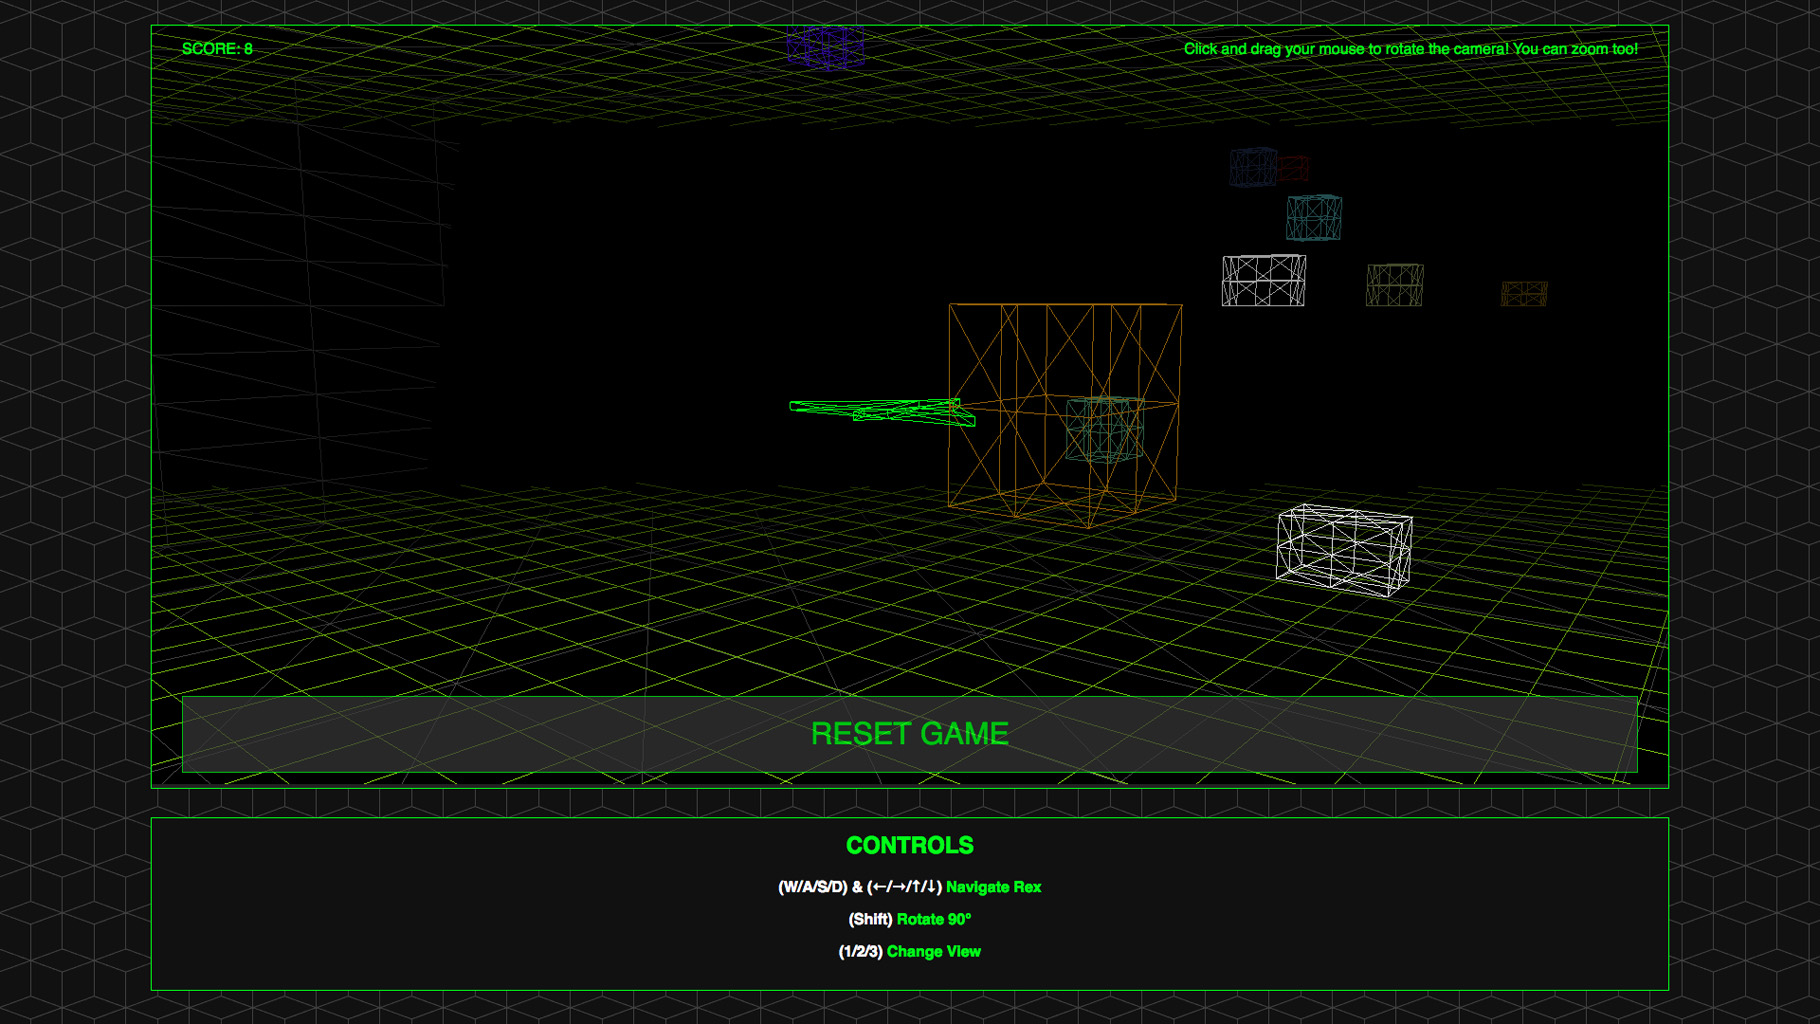 SCORE: 8
Click and drag your mouse to rotate the camera! You can zoom too!
RESET GAME
CONTROLS
(W/A/S/D) & (←/→/↑/↓) Navigate Rex
(Shift) Rotate 90°
(1/2/3) Change View